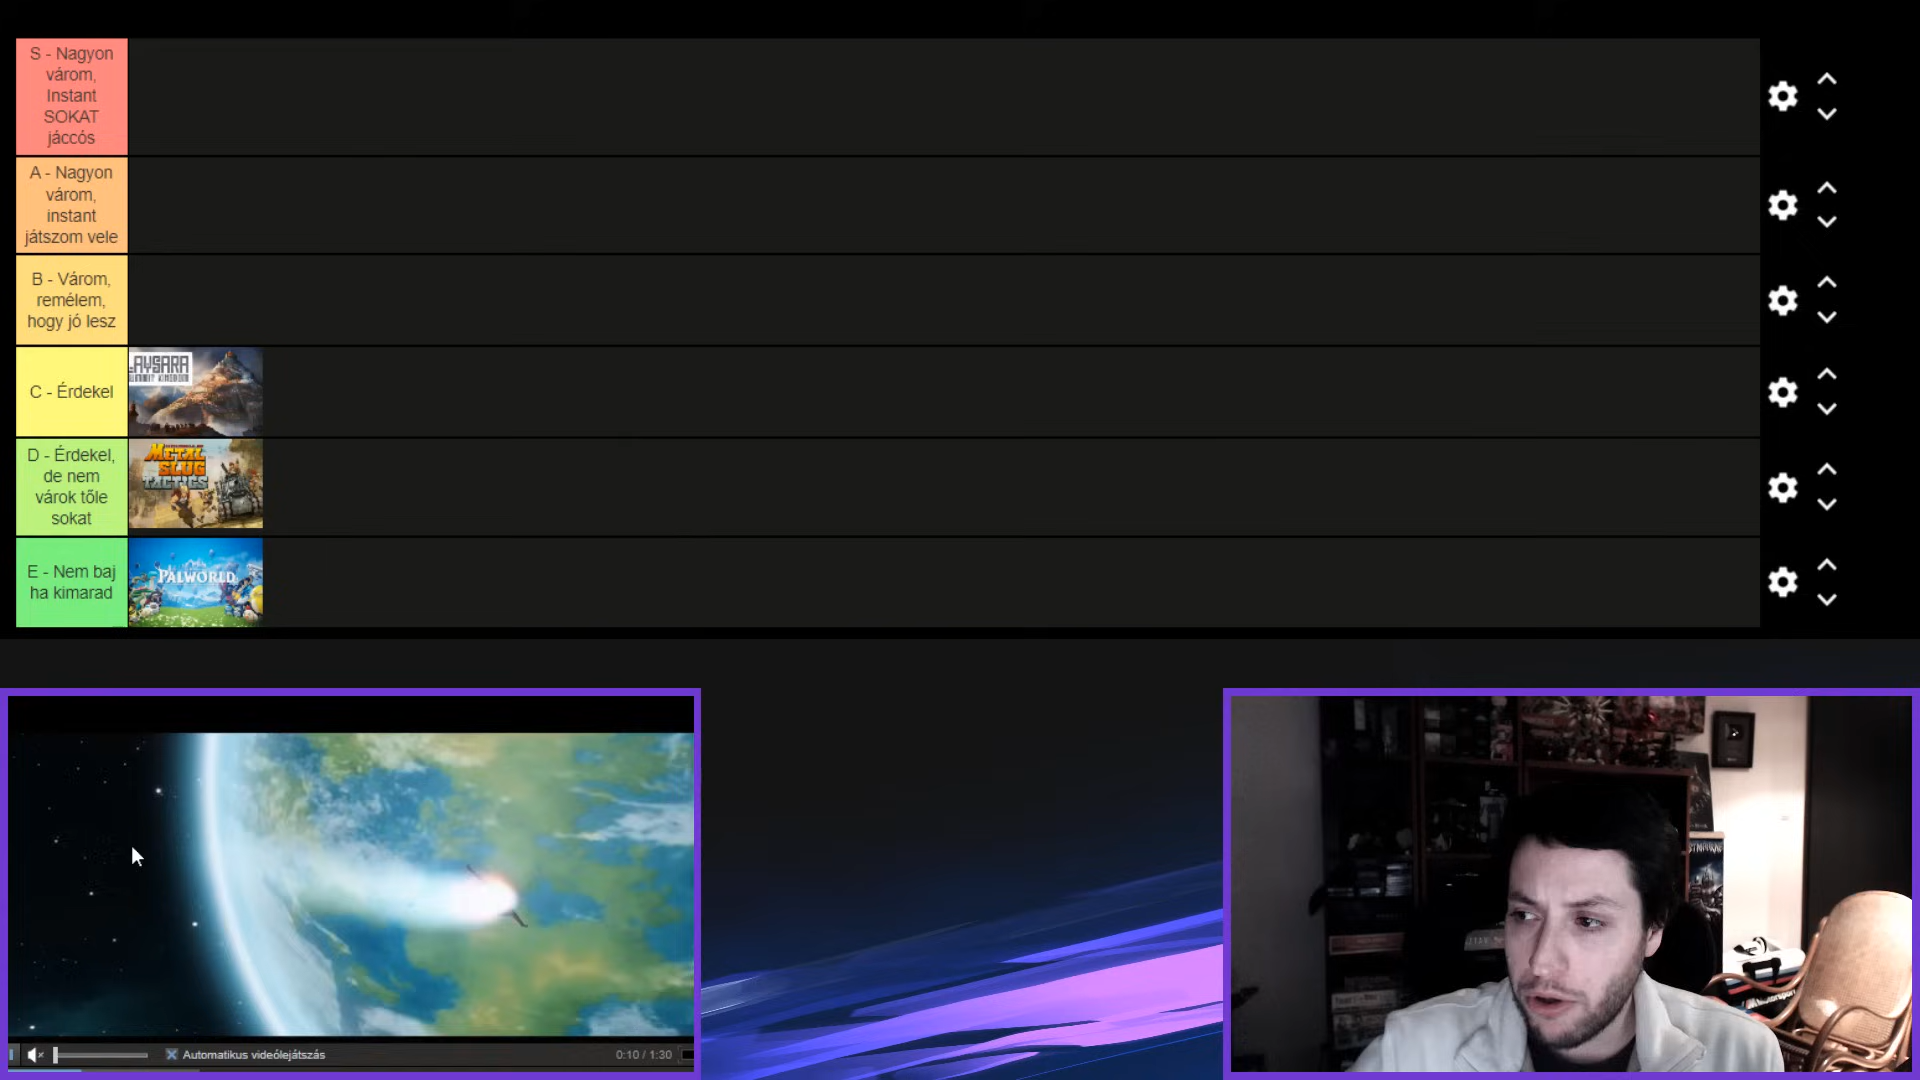 S - Nagyon
várom,
Instant
SOKAT
jáccós
A - Nagyon
várom,
instant
játszom vele
B - Várom,
remélem,
hogy jó lesz
C - Érdekel
AYSARA
KINGDOM
D - Érdekel,
de nem
várok tőle
sokat
METAL
SLUG
TACTICS
E - Nem baj
ha kimarad
PALWORLD
Automatikus videólejátszás
0:10 / 1:30